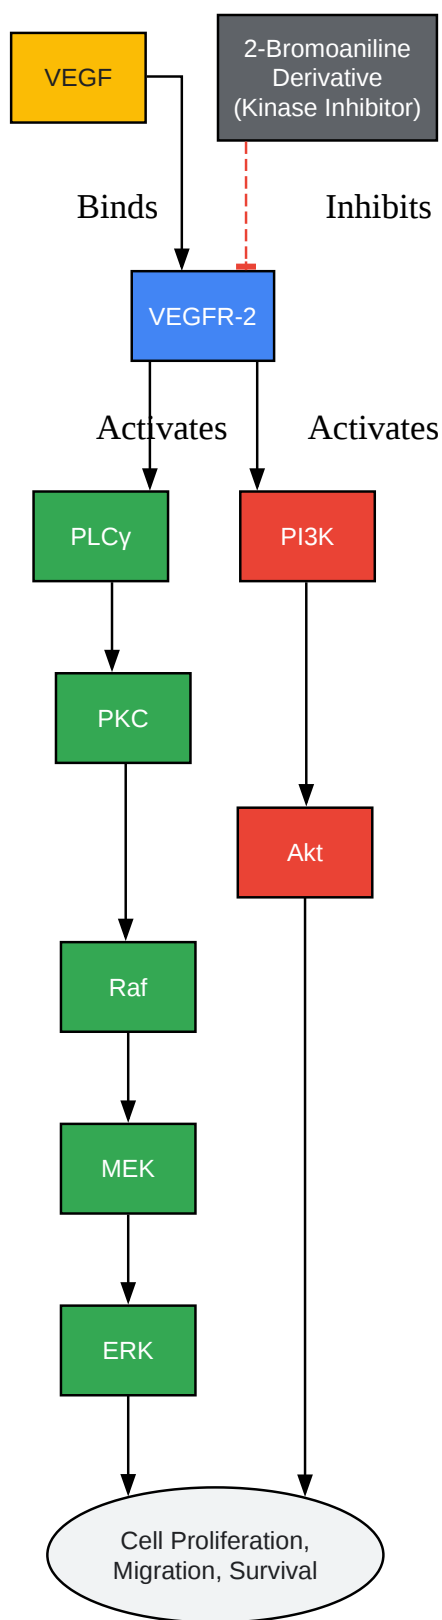 VEGF
2-Bromoaniline
Derivative
(Kinase Inhibitor)
Binds
Inhibits
VEGFR-2
Activates
Activates
PLCγ
PI3K
PKC
Akt
Raf
MEK
ERK
Cell Proliferation,
Migration, Survival